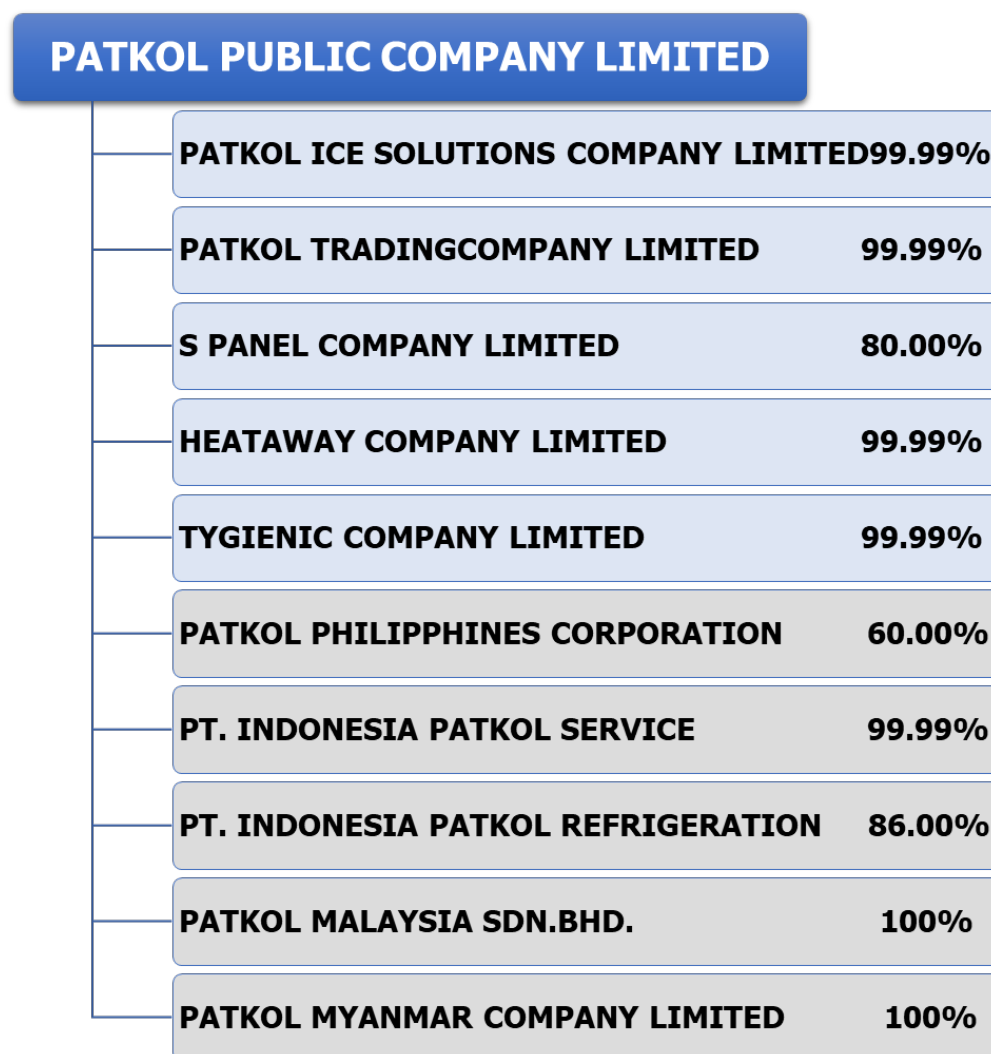 PATKOL PUBLIC COMPANY LIMITED
PATKOL ICE SOLUTIONS COMPANY LIMITED99.99%
PATKOL TRADINGCOMPANY LIMITED 99.99%
S PANEL COMPANY LIMITED 80.00%
HEATAWAY COMPANY LIMITED 99.99%
TYGIENIC COMPANY LIMITED 99.99%
PATKOL PHILIPPHINES CORPORATION 60.00%
PT. INDONESIA PATKOL SERVICE 99.99%
PT. INDONESIA PATKOL REFRIGERATION 86.00%
PATKOL MALAYSIA SDN.BHD. 100%
PATKOL MYANMAR COMPANY LIMITED 100%